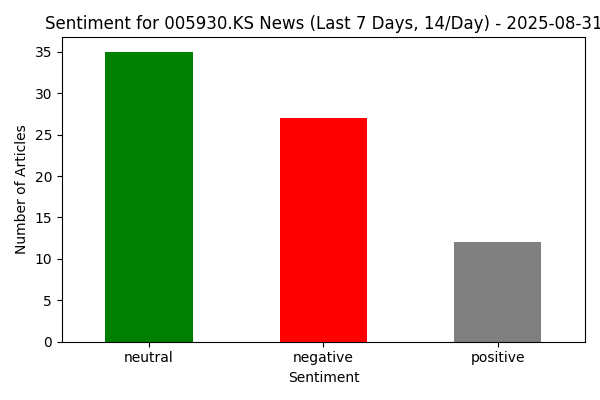 Sentiment for 005930.KS News (Last 7 Days, 14/Day) - 2025-08-31
35
30
25
20
15
10
5
0
Number of Articles
neutral negative positive
Sentiment